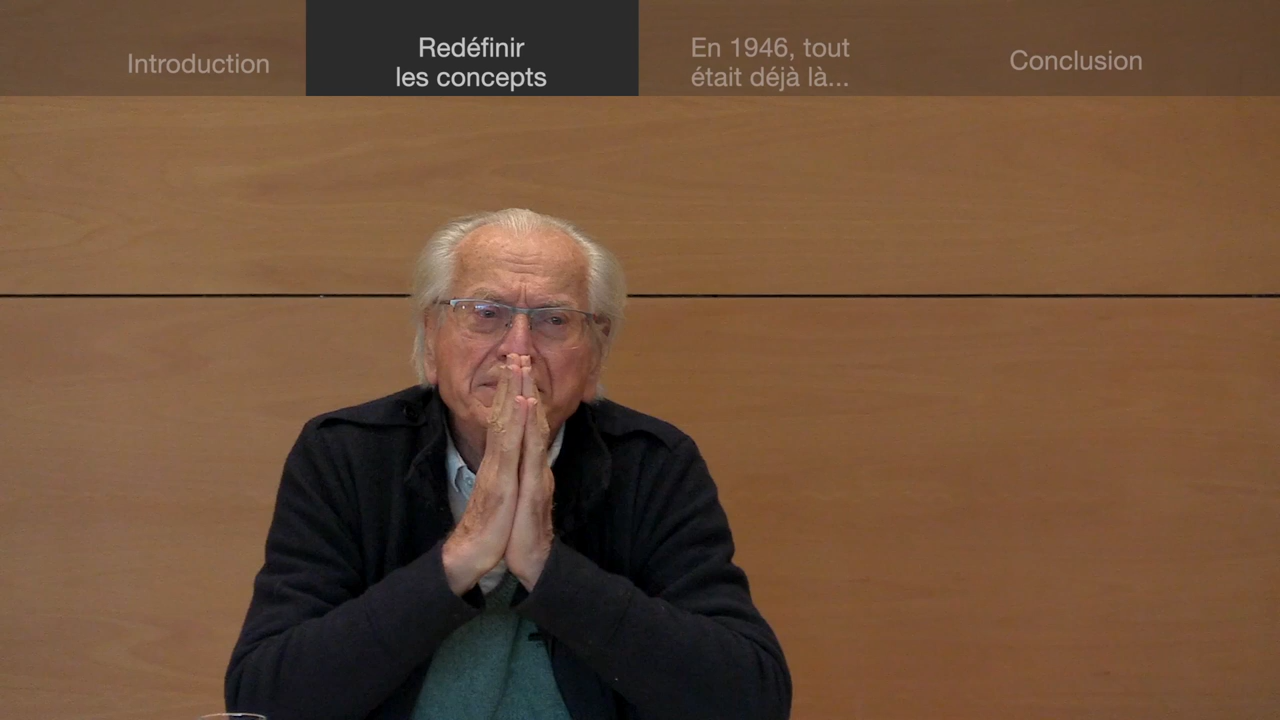 Introduction
Redéfinir
les concepts
En 1946, tout
était déjà là...
Conclusion